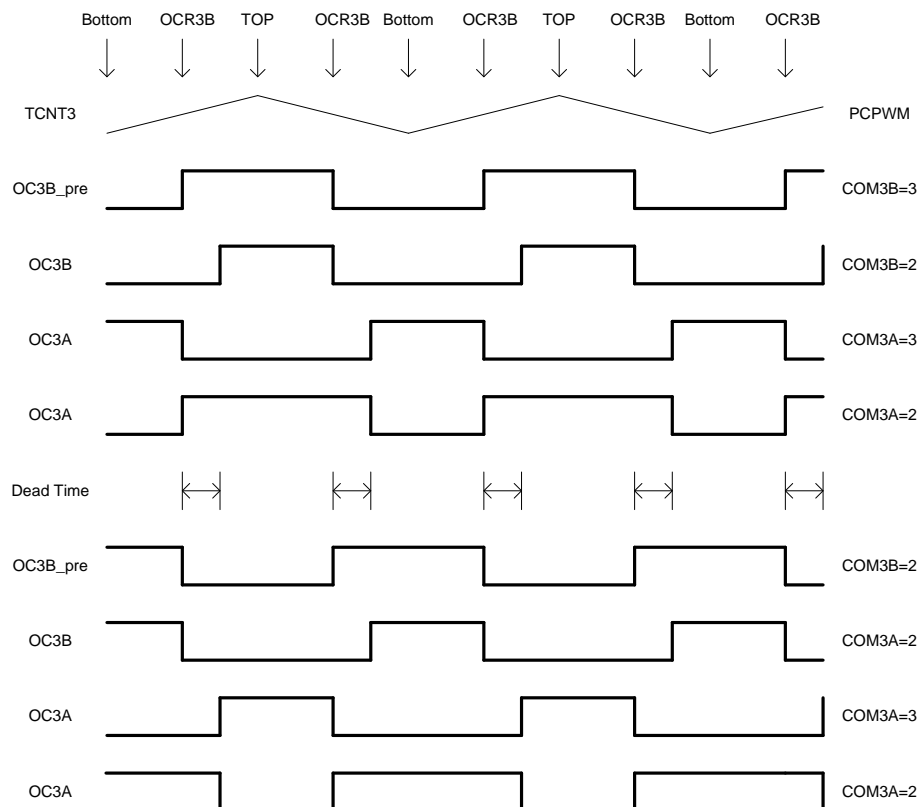 Bottom OCR3B TOP OCR3B Bottom OCR3B TOP OCR3B Bottom OCR3B
TCNT3 PCPWM
OC3B_pre COM3B=3
OC3B COM3B=2
OC3A COM3A=3
OC3A COM3A=2
Dead Time
OC3B_pre COM3B=2
OC3B COM3A=2
OC3A COM3A=3
OC3A COM3A=2